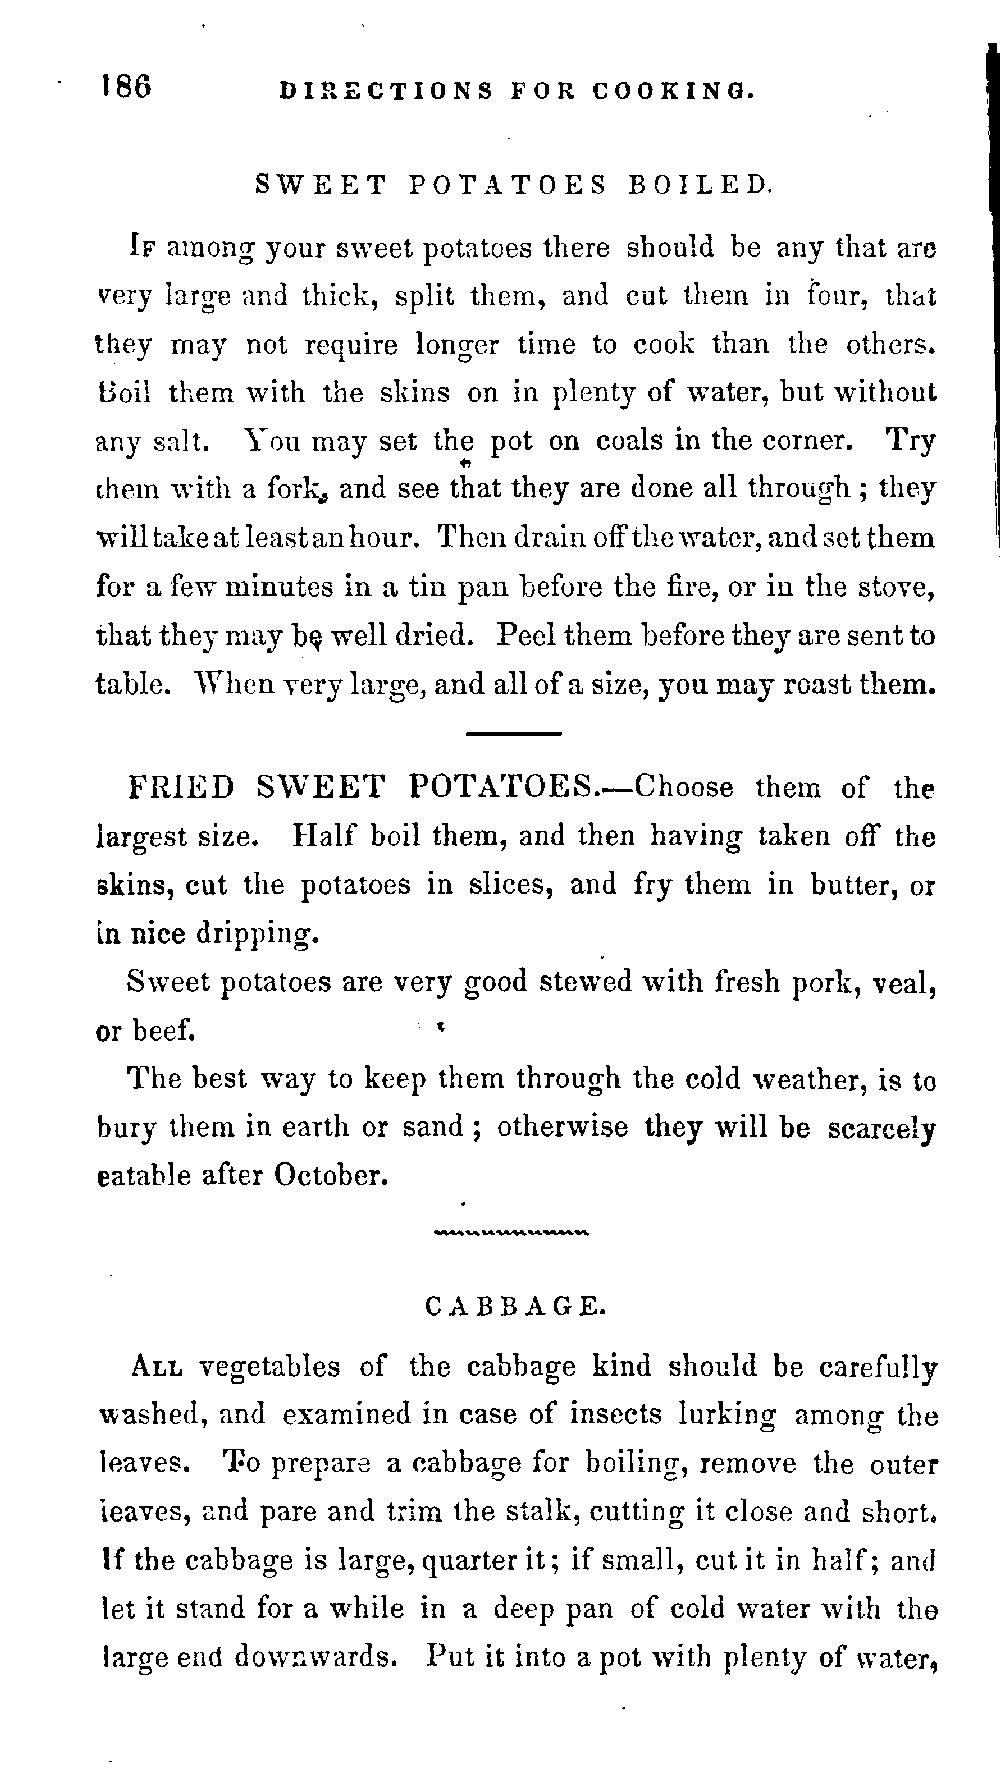 186 DIRECTIONS FOR COOKING.
SWEET POTATOES BOILED.
IF among your sweet potatoes there should be any that are
very large and thick, split them, and cut them in four, that
they may not require longer time to cook than the others.
Boil them with the skins on in plenty of water, but without
any salt. You may set the pot on coals in the corner. Try
them with a fork, and see that they are done all through; they
will take at least an hour. Then drain off the water, and set them
for a few minutes in a tin pan before the fire, or in the stove,
that they may be well dried. Peel them before they are sent to
table. When very large, and all of a size, you may roast them.
FRIED SWEET POTATOES.—Choose them of the
largest size. Half boil them, and then having taken off the
skins, cut the potatoes in slices, and fry them in butter, or
in nice dripping.
Sweet potatoes are very good stewed with fresh pork, veal,
or beef.
The best way to keep them through the cold weather, is to
bury them in earth or sand; otherwise they will be scarcely
eatable after October.
CABBAGE.
ALL vegetables of the cabbage kind should be carefully
washed, and examined in case of insects lurking among the
leaves. To prepare a cabbage for boiling, remove the outer
leaves, and pare and trim the stalk, cutting it close and short.
If the cabbage is large, quarter it; if small, cut it in half; and
let it stand for a while in a deep pan of cold water with the
large end downwards. Put it into a pot with plenty of water,